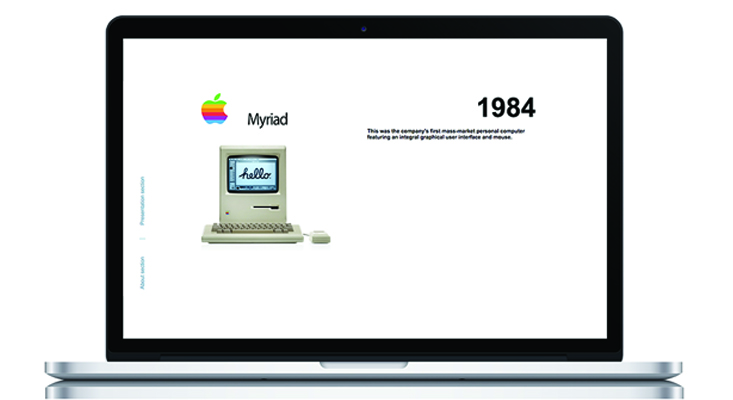 Myriad
hello.
1984
This was the company's first mass-market personal computer
featuring an integral graphical user interface and mouse.
Presentation section
|
About section